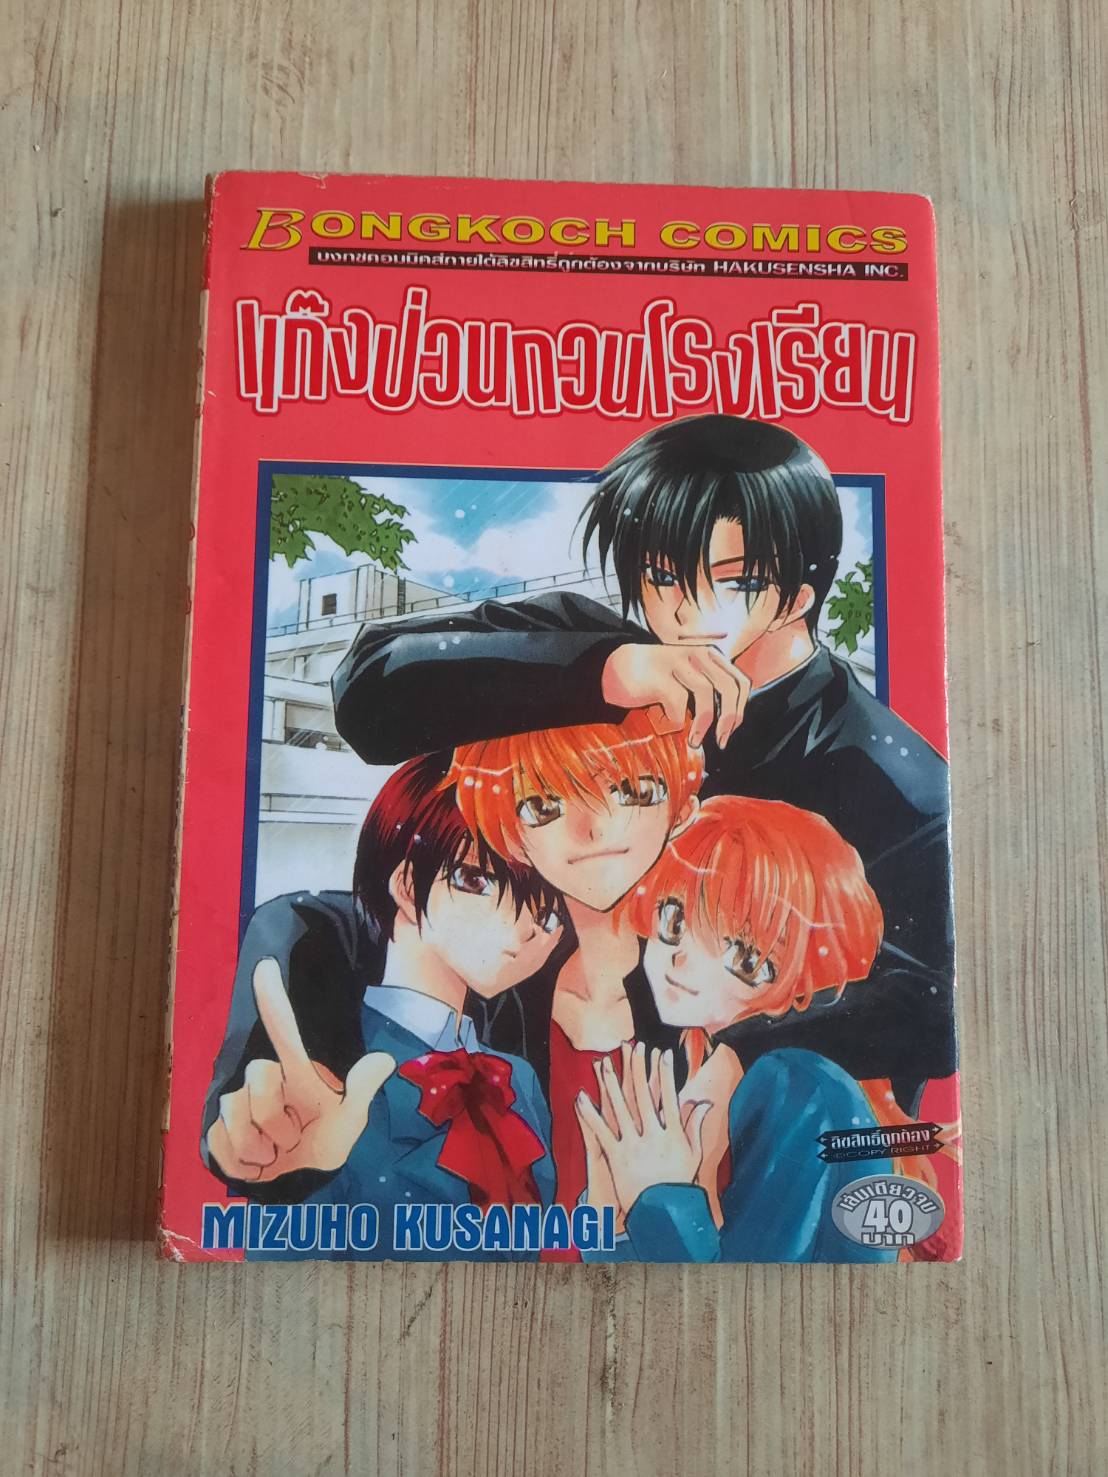 BONGKOCH COMICS
บงกชคอมมิคส์ภายใต้ลิขสิทธิ์ถูกต้องจากบริษัท HAKUSENSHA INC.
แก๊งป่วนกวนโรงเรียน
ลิขสิทธิ์ถูกต้อง
©COPY RIGHT
เล่มเดียวจบ
40
บาท
MIZUHO KUSANAGI